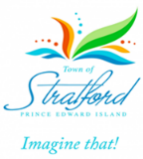 Town of
Stratford
PRINCE EDWARD ISLAND
Imagine that!